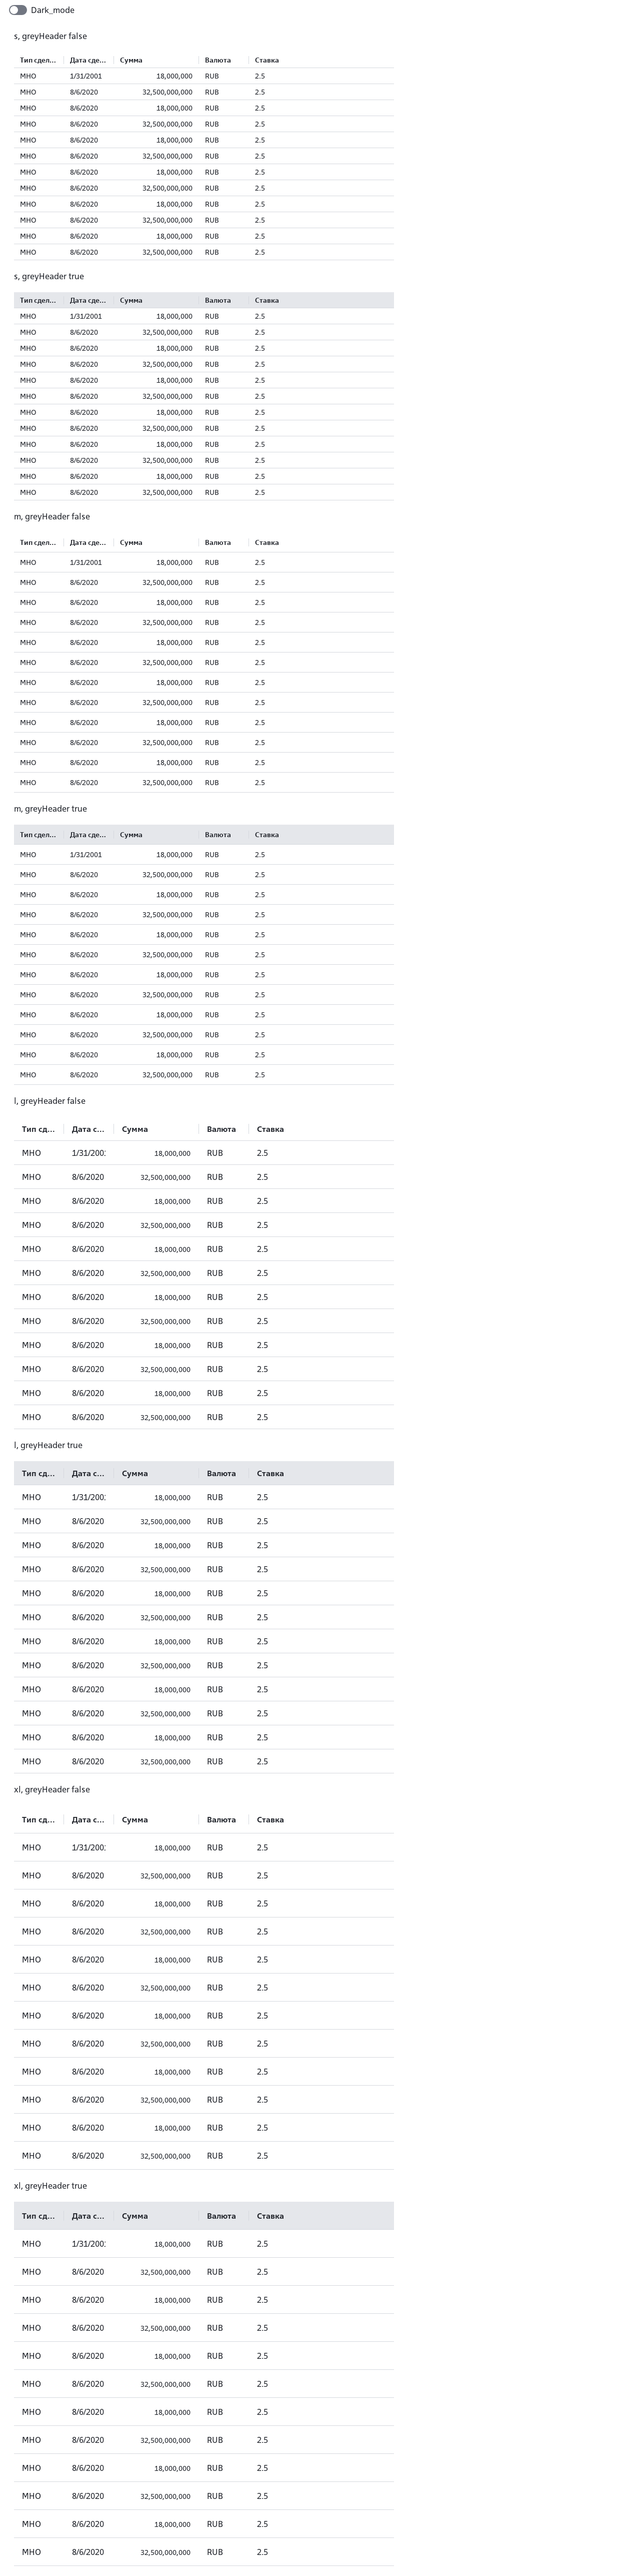 Dark_mode
s, greyHeader false
Тип сдел... Дата сде... Сумма Валюта Ставка
МНО 1/31/2001 18,000,000 RUB 2.5
МНО 8/6/2020 32,500,000,000 RUB 2.5
МНО 8/6/2020 18,000,000 RUB 2.5
МНО 8/6/2020 32,500,000,000 RUB 2.5
МНО 8/6/2020 18,000,000 RUB 2.5
МНО 8/6/2020 32,500,000,000 RUB 2.5
МНО 8/6/2020 18,000,000 RUB 2.5
МНО 8/6/2020 32,500,000,000 RUB 2.5
МНО 8/6/2020 18,000,000 RUB 2.5
МНО 8/6/2020 32,500,000,000 RUB 2.5
МНО 8/6/2020 18,000,000 RUB 2.5
МНО 8/6/2020 32,500,000,000 RUB 2.5
s, greyHeader true
Тип сдел... Дата сде... Сумма Валюта Ставка
МНО 1/31/2001 18,000,000 RUB 2.5
МНО 8/6/2020 32,500,000,000 RUB 2.5
МНО 8/6/2020 18,000,000 RUB 2.5
МНО 8/6/2020 32,500,000,000 RUB 2.5
МНО 8/6/2020 18,000,000 RUB 2.5
МНО 8/6/2020 32,500,000,000 RUB 2.5
МНО 8/6/2020 18,000,000 RUB 2.5
МНО 8/6/2020 32,500,000,000 RUB 2.5
МНО 8/6/2020 18,000,000 RUB 2.5
МНО 8/6/2020 32,500,000,000 RUB 2.5
МНО 8/6/2020 18,000,000 RUB 2.5
МНО 8/6/2020 32,500,000,000 RUB 2.5
m, greyHeader false
Тип сдел... Дата сде... Сумма Валюта Ставка
МНО 1/31/2001 18,000,000 RUB 2.5
МНО 8/6/2020 32,500,000,000 RUB 2.5
МНО 8/6/2020 18,000,000 RUB 2.5
МНО 8/6/2020 32,500,000,000 RUB 2.5
МНО 8/6/2020 18,000,000 RUB 2.5
МНО 8/6/2020 32,500,000,000 RUB 2.5
МНО 8/6/2020 18,000,000 RUB 2.5
МНО 8/6/2020 32,500,000,000 RUB 2.5
МНО 8/6/2020 18,000,000 RUB 2.5
МНО 8/6/2020 32,500,000,000 RUB 2.5
МНО 8/6/2020 18,000,000 RUB 2.5
МНО 8/6/2020 32,500,000,000 RUB 2.5
m, greyHeader true
Тип сдел... Дата сде... Сумма Валюта Ставка
МНО 1/31/2001 18,000,000 RUB 2.5
МНО 8/6/2020 32,500,000,000 RUB 2.5
МНО 8/6/2020 18,000,000 RUB 2.5
МНО 8/6/2020 32,500,000,000 RUB 2.5
МНО 8/6/2020 18,000,000 RUB 2.5
МНО 8/6/2020 32,500,000,000 RUB 2.5
МНО 8/6/2020 18,000,000 RUB 2.5
МНО 8/6/2020 32,500,000,000 RUB 2.5
МНО 8/6/2020 18,000,000 RUB 2.5
МНО 8/6/2020 32,500,000,000 RUB 2.5
МНО 8/6/2020 18,000,000 RUB 2.5
МНО 8/6/2020 32,500,000,000 RUB 2.5
l, greyHeader false
Тип сд... Дата с... Сумма Валюта Ставка
МНО 1/31/200 18,000,000 RUB 2.5
МНО 8/6/2020 32,500,000,000 RUB 2.5
МНО 8/6/2020 18,000,000 RUB 2.5
МНО 8/6/2020 32,500,000,000 RUB 2.5
МНО 8/6/2020 18,000,000 RUB 2.5
МНО 8/6/2020 32,500,000,000 RUB 2.5
МНО 8/6/2020 18,000,000 RUB 2.5
МНО 8/6/2020 32,500,000,000 RUB 2.5
МНО 8/6/2020 18,000,000 RUB 2.5
МНО 8/6/2020 32,500,000,000 RUB 2.5
МНО 8/6/2020 18,000,000 RUB 2.5
МНО 8/6/2020 32,500,000,000 RUB 2.5
l, greyHeader true
Тип сд... Дата с... Сумма Валюта Ставка
МНО 1/31/200 18,000,000 RUB 2.5
МНО 8/6/2020 32,500,000,000 RUB 2.5
МНО 8/6/2020 18,000,000 RUB 2.5
МНО 8/6/2020 32,500,000,000 RUB 2.5
МНО 8/6/2020 18,000,000 RUB 2.5
МНО 8/6/2020 32,500,000,000 RUB 2.5
МНО 8/6/2020 18,000,000 RUB 2.5
МНО 8/6/2020 32,500,000,000 RUB 2.5
МНО 8/6/2020 18,000,000 RUB 2.5
МНО 8/6/2020 32,500,000,000 RUB 2.5
МНО 8/6/2020 18,000,000 RUB 2.5
МНО 8/6/2020 32,500,000,000 RUB 2.5
xl, greyHeader false
Тип сд... Дата с... Сумма Валюта Ставка
МНО 1/31/200 18,000,000 RUB 2.5
МНО 8/6/2020 32,500,000,000 RUB 2.5
МНО 8/6/2020 18,000,000 RUB 2.5
МНО 8/6/2020 32,500,000,000 RUB 2.5
МНО 8/6/2020 18,000,000 RUB 2.5
МНО 8/6/2020 32,500,000,000 RUB 2.5
МНО 8/6/2020 18,000,000 RUB 2.5
МНО 8/6/2020 32,500,000,000 RUB 2.5
МНО 8/6/2020 18,000,000 RUB 2.5
МНО 8/6/2020 32,500,000,000 RUB 2.5
МНО 8/6/2020 18,000,000 RUB 2.5
МНО 8/6/2020 32,500,000,000 RUB 2.5
xl, greyHeader true
Тип сд... Дата с... Сумма Валюта Ставка
МНО 1/31/200 18,000,000 RUB 2.5
МНО 8/6/2020 32,500,000,000 RUB 2.5
МНО 8/6/2020 18,000,000 RUB 2.5
МНО 8/6/2020 32,500,000,000 RUB 2.5
МНО 8/6/2020 18,000,000 RUB 2.5
МНО 8/6/2020 32,500,000,000 RUB 2.5
МНО 8/6/2020 18,000,000 RUB 2.5
МНО 8/6/2020 32,500,000,000 RUB 2.5
МНО 8/6/2020 18,000,000 RUB 2.5
МНО 8/6/2020 32,500,000,000 RUB 2.5
МНО 8/6/2020 18,000,000 RUB 2.5
МНО 8/6/2020 32,500,000,000 RUB 2.5